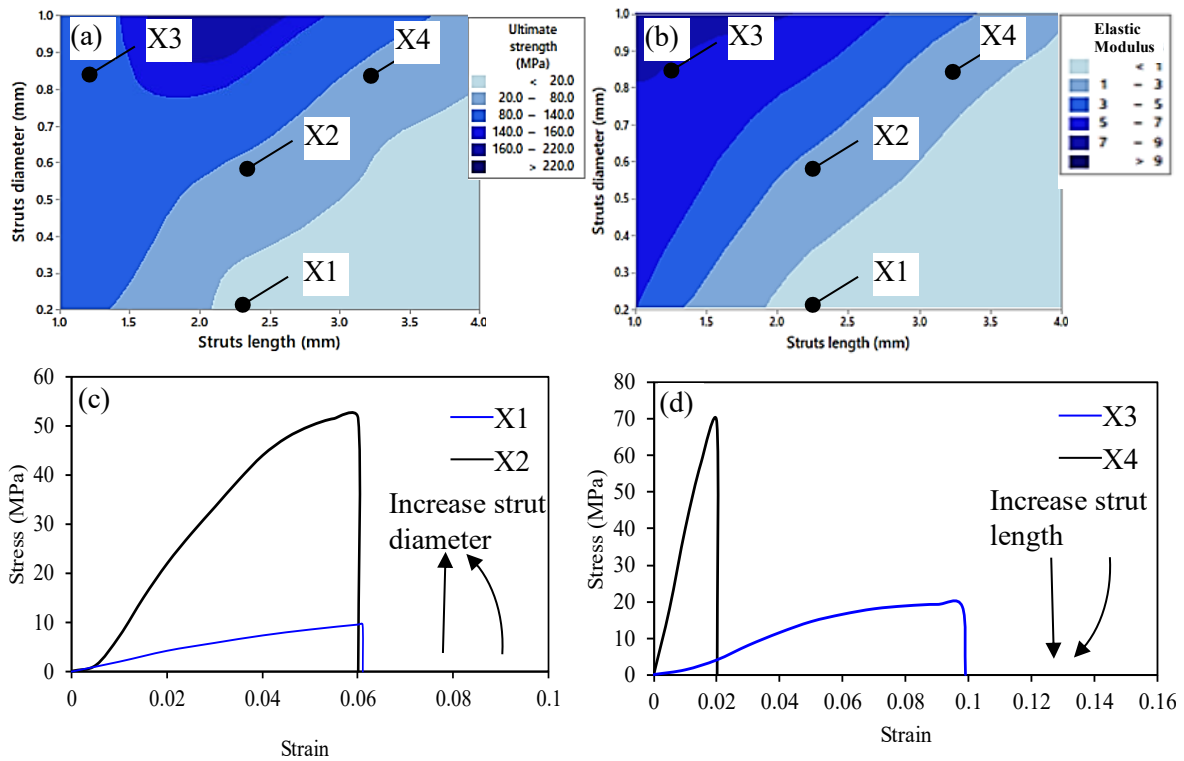 (a)
X3
X4
X2
X1
Struts diameter (mm)
1.0
0.9
0.8
0.7
0.6
0.5
0.4
0.3
0.2
1.0 1.5 2.0 2.5 3.0 3.5 4.0
Struts length (mm)
Ultimate
strength
(MPa)
< 20.0
20.0 – 80.0
80.0 – 140.0
140.0 – 160.0
160.0 – 220.0
> 220.0
(b)
X3
X4
X2
X1
Struts diameter (mm)
1.0
0.9
0.8
0.7
0.6
0.5
0.4
0.3
0.2
1.0 1.5 2.0 2.5 3.0 3.5 4.0
Struts length (mm)
Elastic
Modulus
< 1
1 – 3
3 – 5
5 – 7
7 – 9
> 9
(c)
X1
X2
Increase strut
diameter
Stress (MPa)
60
50
40
30
20
10
0
0 0.02 0.04 0.06 0.08 0.1
Strain
(d)
X3
X4
Increase strut
length
Stress (MPa)
80
70
60
50
40
30
20
10
0
0 0.02 0.04 0.06 0.08 0.1 0.12 0.14 0.16
Strain